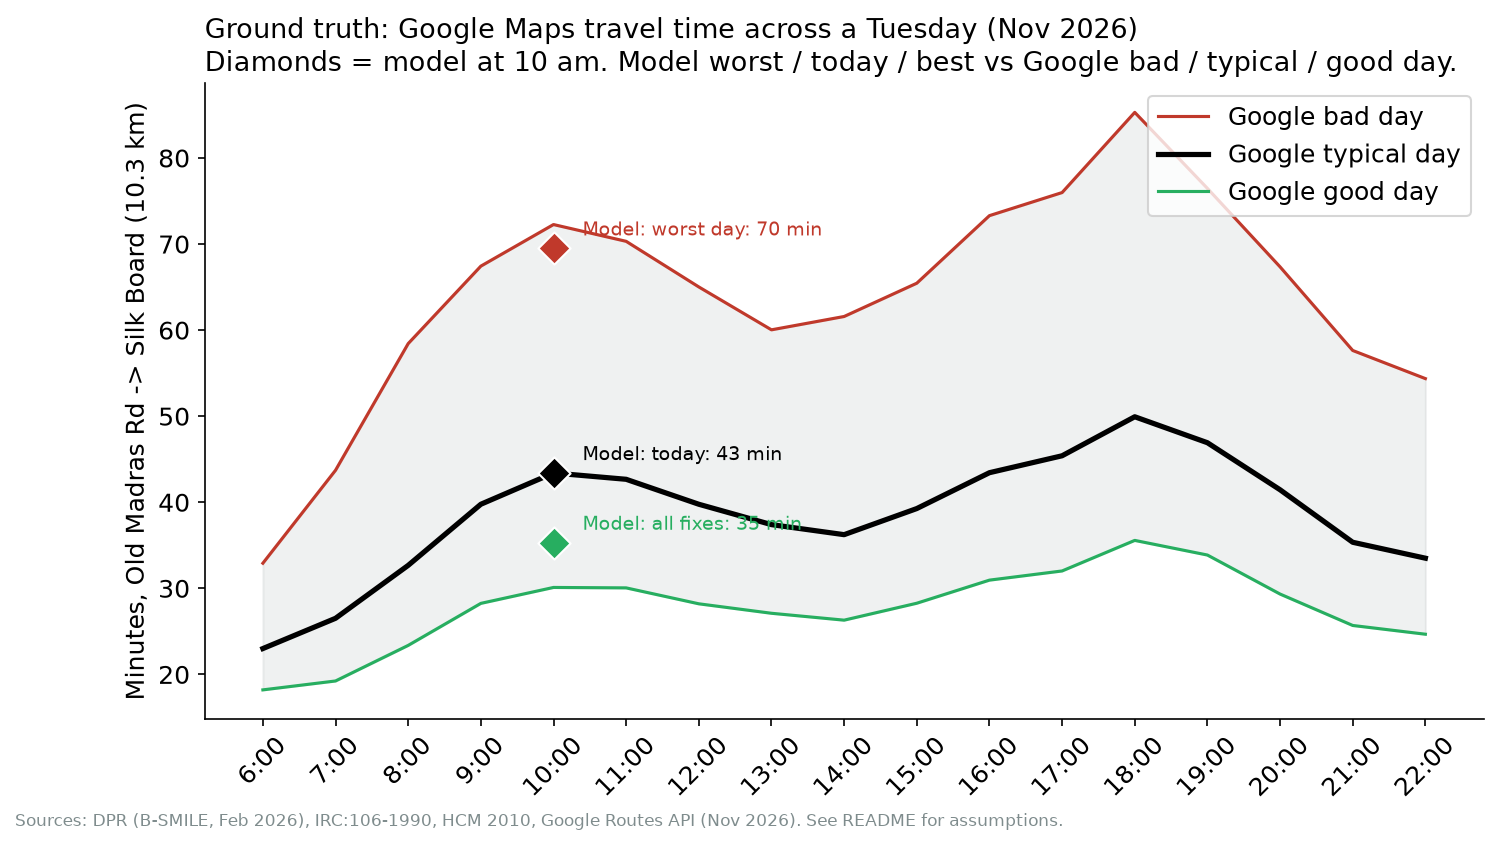 Ground truth: Google Maps travel time across a Tuesday (Nov 2026)
Diamonds = model at 10 am. Model worst / today / best vs Google bad / typical / good day.
Minutes, Old Madras Rd -> Silk Board (10.3 km)
80
70
60
50
40
30
20
Google bad day
Google typical day
Google good day
Model: worst day: 70 min
Model: today: 43 min
Model: all fixes: 35 min
6:00
7:00
8:00
9:00
10:00
11:00
12:00
13:00
14:00
15:00
16:00
17:00
18:00
19:00
20:00
21:00
22:00
Sources: DPR (B-SMILE, Feb 2026), IRC:106-1990, HCM 2010, Google Routes API (Nov 2026). See README for assumptions.